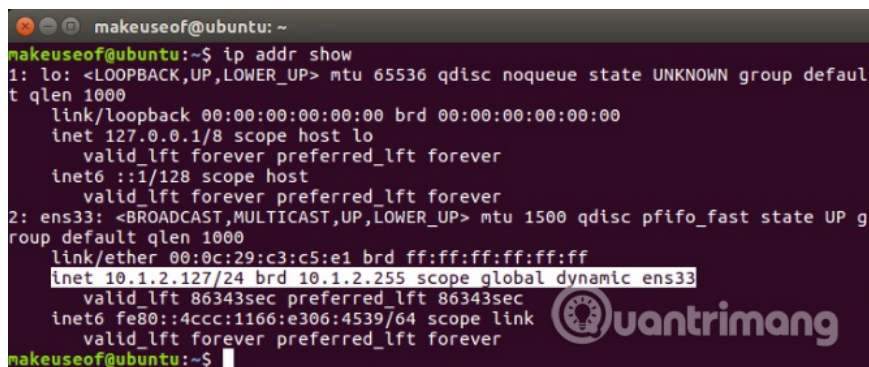 makeuseof@ubuntu: ~
makeuseof@ubuntu:~$ ip addr show
1: lo: <LOOPBACK,UP,LOWER_UP> mtu 65536 qdisc noqueue state UNKNOWN group defaul
t qlen 1000
    link/loopback 00:00:00:00:00:00 brd 00:00:00:00:00:00
    inet 127.0.0.1/8 scope host lo
       valid_lft forever preferred_lft forever
    inet6 ::1/128 scope host
       valid_lft forever preferred_lft forever
2: ens33: <BROADCAST,MULTICAST,UP,LOWER_UP> mtu 1500 qdisc pfifo_fast state UP g
roup default qlen 1000
    link/ether 00:0c:29:c3:c5:e1 brd ff:ff:ff:ff:ff:ff
    inet 10.1.2.127/24 brd 10.1.2.255 scope global dynamic ens33
       valid_lft 86343sec preferred_lft 86343sec
    inet6 fe80::4ccc:1166:e306:4539/64 scope link
       valid_lft forever preferred_lft forever
makeuseof@ubuntu:~$
Quantrimang